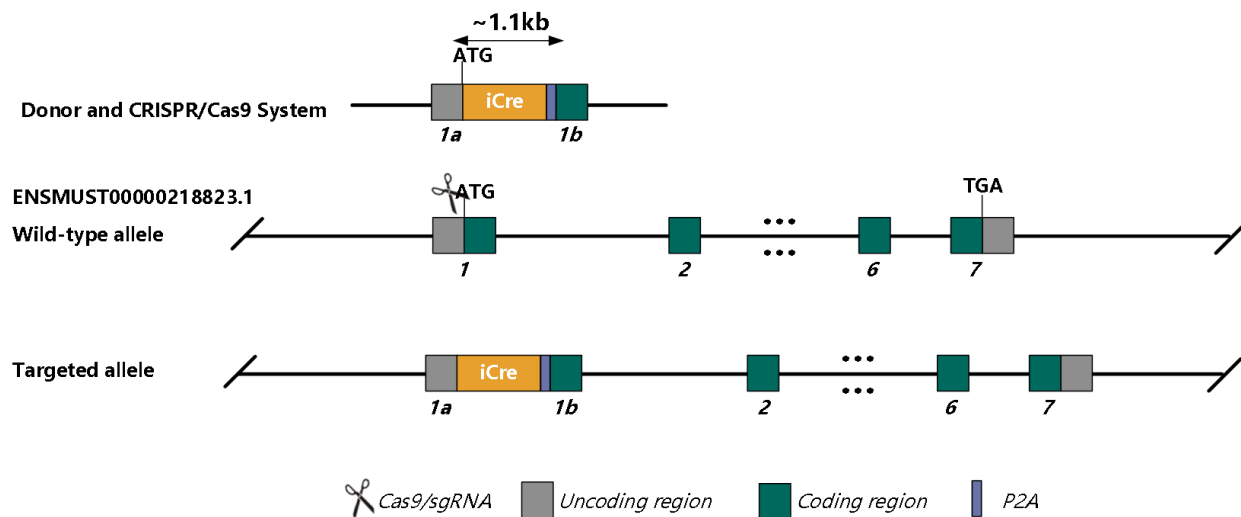 ~1.1kb
ATG
Donor and CRISPR/Cas9 System
iCre
1a 1b
ENSMUST00000218823.1
ATG TGA
Wild-type allele
... 
...
1 2 6 7
Targeted allele
iCre
...
...
1a 1b 2 6 7
Cas9/sgRNA Uncoding region Coding region P2A